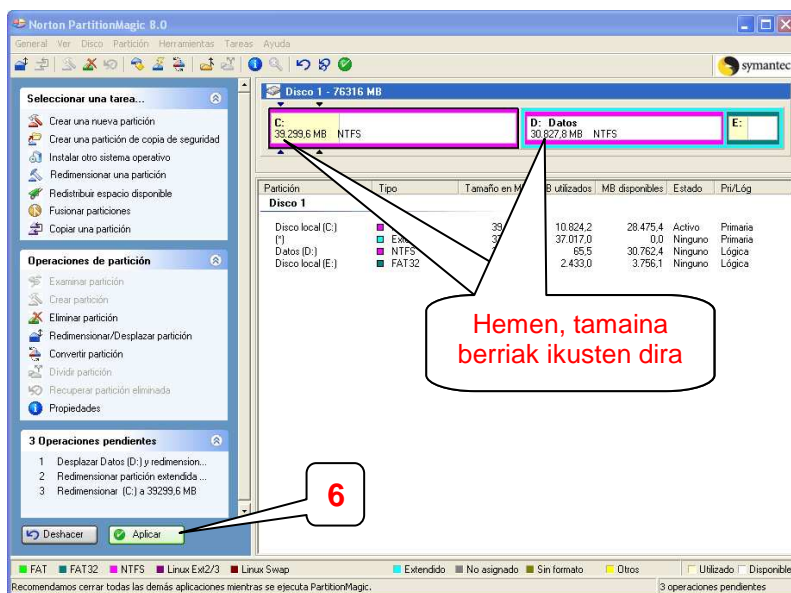 Norton PartitionMagic 8.0
General Ver Disco Partición Herramientas Tareas Ayuda
symantec
Seleccionar una tarea...
Crear una nueva partición
Crear una partición de copia de seguridad
Instalar otro sistema operativo
Redimensionar una partición
Redistribuir espacio disponible
Fusionar particiones
Copiar una partición
Operaciones de partición
Examinar partición
Crear partición
Eliminar partición
Redimensionar/Desplazar partición
Convertir partición
Dividir partición
Recuperar partición eliminada
Propiedades
3 Operaciones pendientes
1 Desplazar Datos (D:) y redimension...
2 Redimensionar partición extendida ...
3 Redimensionar (C:) a 39299,6 MB
Deshacer Aplicar
6
Disco 1 - 76316 MB
C: D: Datos E:
39.299,6 MB NTFS 30.827,8 MB NTFS
Partición Tipo Tamaño en utilizados MB disponibles Estado Pri/Lóg
Disco 1
Disco local (C:) 10.824,2 28.475,4 Activo Primaria
(*) 37.017,0 0,0 Ninguno Primaria
Datos (D:) NTFS 65,5 30.762,4 Ninguno Lógica
Disco local (E:) FAT32 2.433,0 3.756,1 Ninguno Lógica
Hemen, tamaina
berriak ikusten dira
FAT FAT32 NTFS Linux Ext2/3 Linux Swap Extendido No asignado Sin formato Otros Utilizado Disponible
Recomendamos cerrar todas las demás aplicaciones mientras se ejecuta PartitionMagic. 3 operaciones pendientes